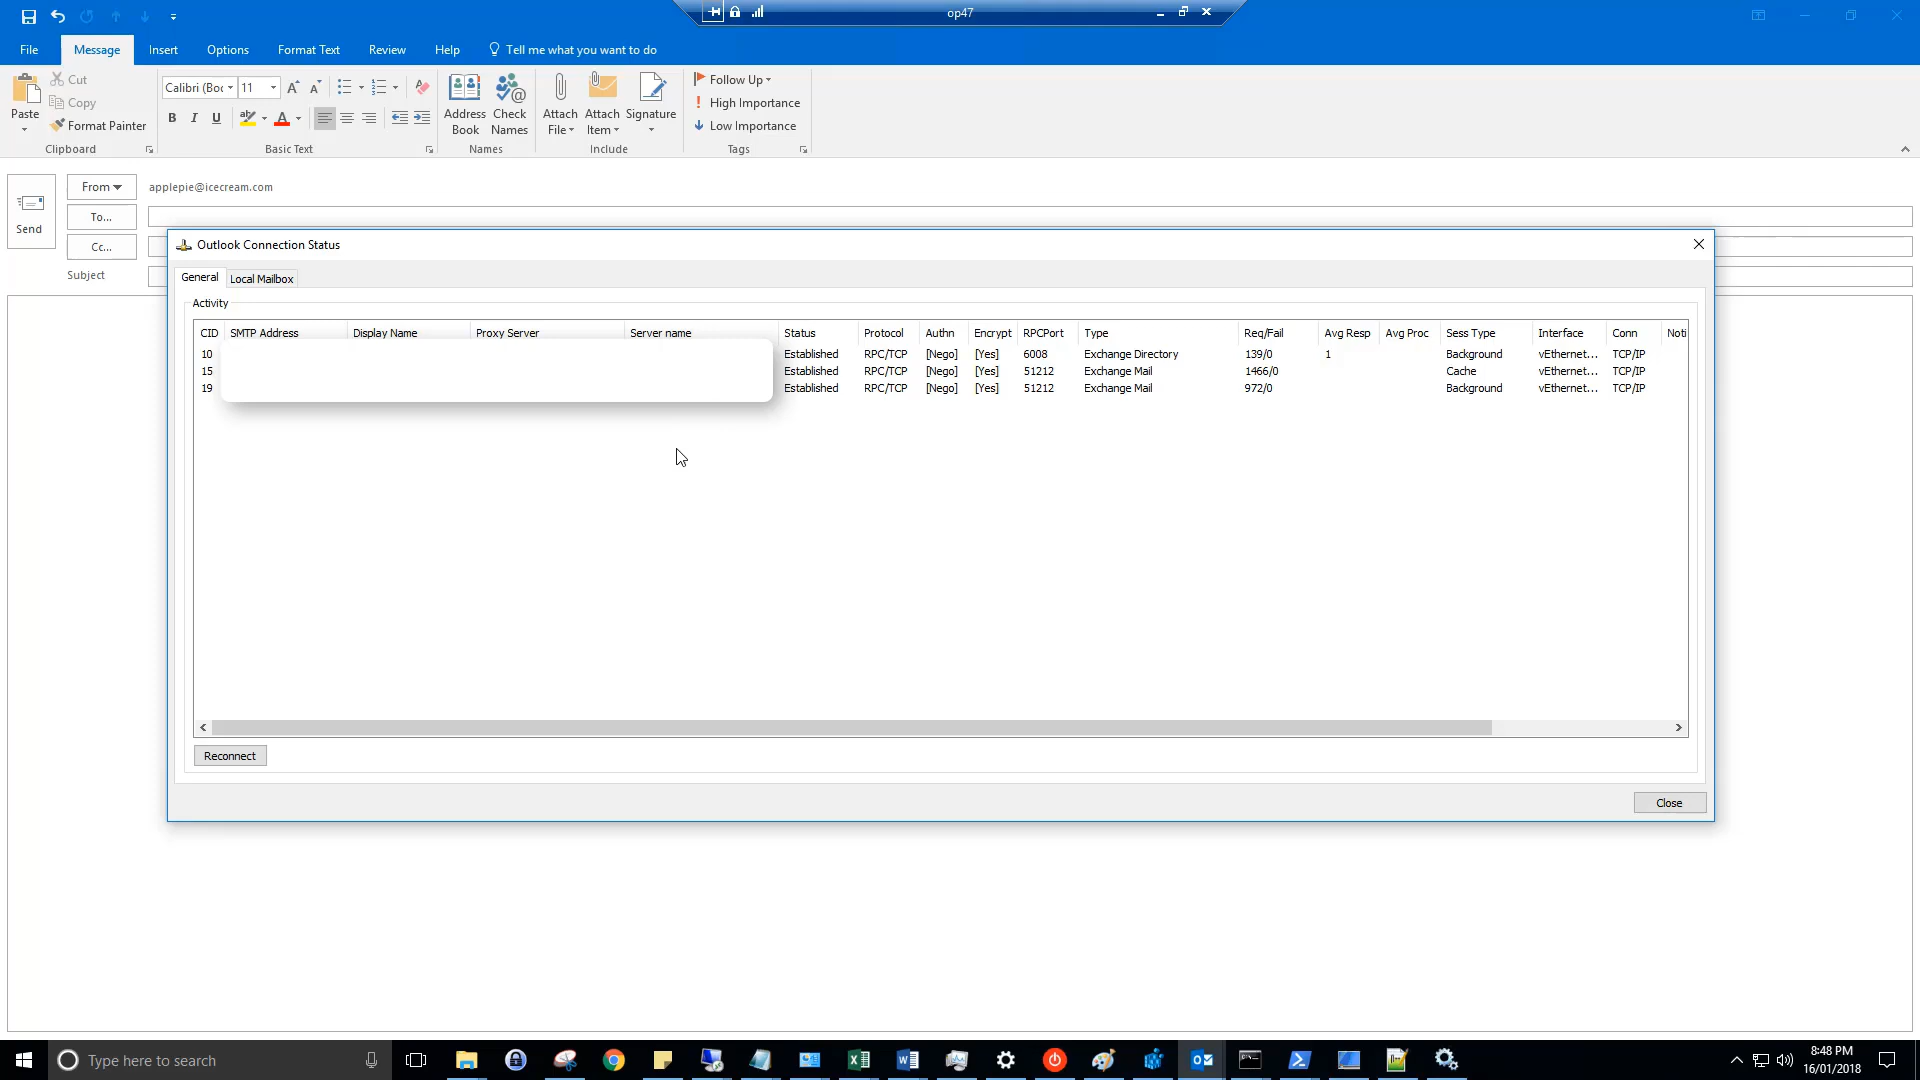 op47
File Message Insert Options Format Text Review Help Tell me what you want to do
Paste
Cut
Copy
Format Painter
Clipboard
Calibri (Boc 11
B I U
Basic Text
Address Book
Check Names
Names
Attach File
Attach Item
Signature
Include
Follow Up
High Importance
Low Importance
Tags
Send
From applepie@icecream.com
To...
Cc...
Subject
Outlook Connection Status
General Local Mailbox
Activity
CID SMTP Address Display Name Proxy Server Server name Status Protocol Authn Encrypt RPCPort Type Req/Fail Avg Resp Avg Proc Sess Type Interface Conn Noti
10 Established RPC/TCP [Nego] [Yes] 6008 Exchange Directory 139/0 1 Background vEthernet... TCP/IP
15 Established RPC/TCP [Nego] [Yes] 51212 Exchange Mail 1466/0 Cache vEthernet... TCP/IP
19 Established RPC/TCP [Nego] [Yes] 51212 Exchange Mail 972/0 Background vEthernet... TCP/IP
Reconnect
Close
Type here to search
8:48 PM
16/01/2018